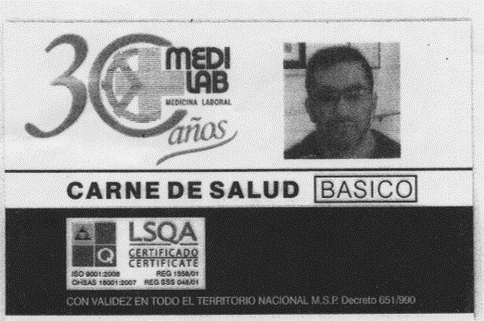 30 años
MEDI
LAB
MEDICINA LABORAL
CARNE DE SALUD BASICO
LSQA
CERTIFICADO
CERTIFICATE
Q
ISO 9001:2008 REG 1558/01
OHSAS 18001:2007 REG SSS 048/01
CON VALIDEZ EN TODO EL TERRITORIO NACIONAL M.S.P. Decreto 651/990